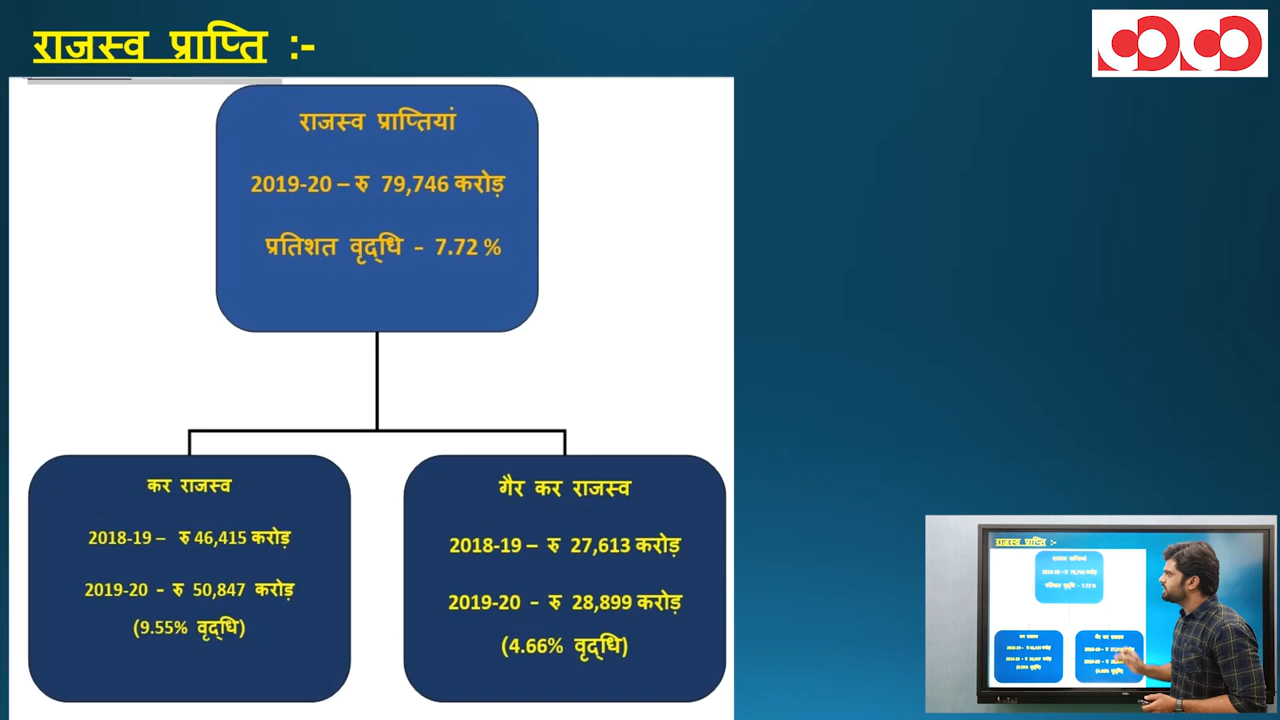 राजस्व प्राप्ति :-
राजस्व प्राप्तियां
2019-20 – रु 79,746 करोड़
प्रतिशत वृद्धि - 7.72 %
कर राजस्व
2018-19 – रु 46,415 करोड़
2019-20 - रु 50,847 करोड़
(9.55% वृद्धि)
गैर कर राजस्व
2018-19 – रु 27,613 करोड़
2019-20 - रु 28,899 करोड़
(4.66% वृद्धि)
राजस्व प्राप्ति :-